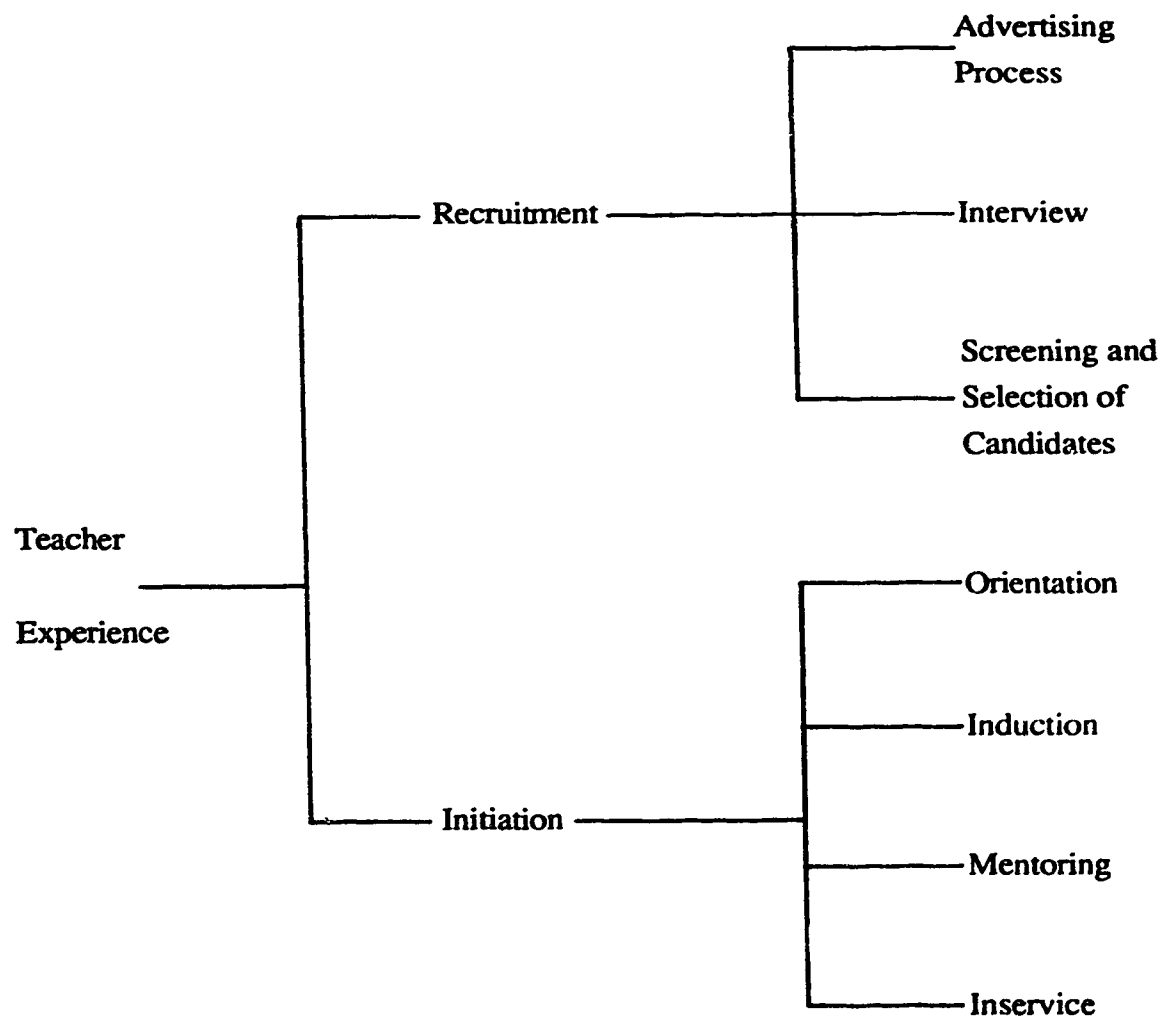 Advertising
Process
Recruitment
Interview
Screening and
Selection of
Candidates
Teacher
Experience
Orientation
Induction
Initiation
Mentoring
Inservice